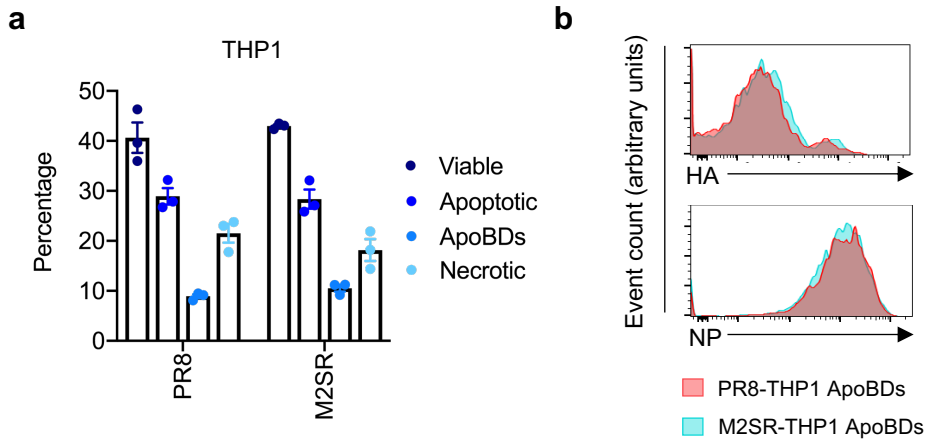 a
THP1
Percentage
50
40
30
20
10
0
PR8
M2SR
Viable
Apoptotic
ApoBDs
Necrotic
b
Event count (arbitrary units)
HA
NP
PR8-THP1 ApoBDs
M2SR-THP1 ApoBDs